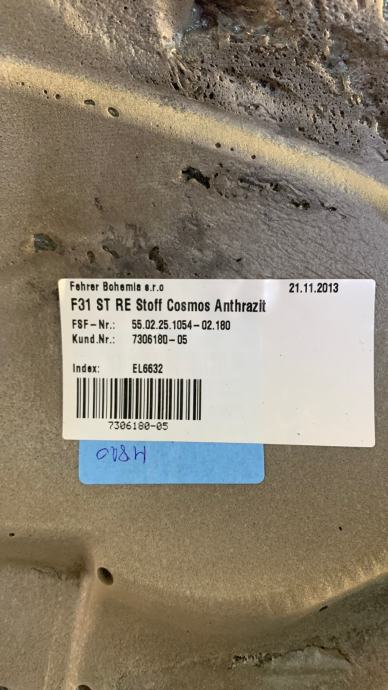 Fehrer Bohemia s.r.o 21.11.2013
F31 ST RE Stoff Cosmos Anthrazit
FSF-Nr.: 55.02.25.1054-02.180
Kund.Nr.: 7306180-05
Index: EL6632
7306180-05